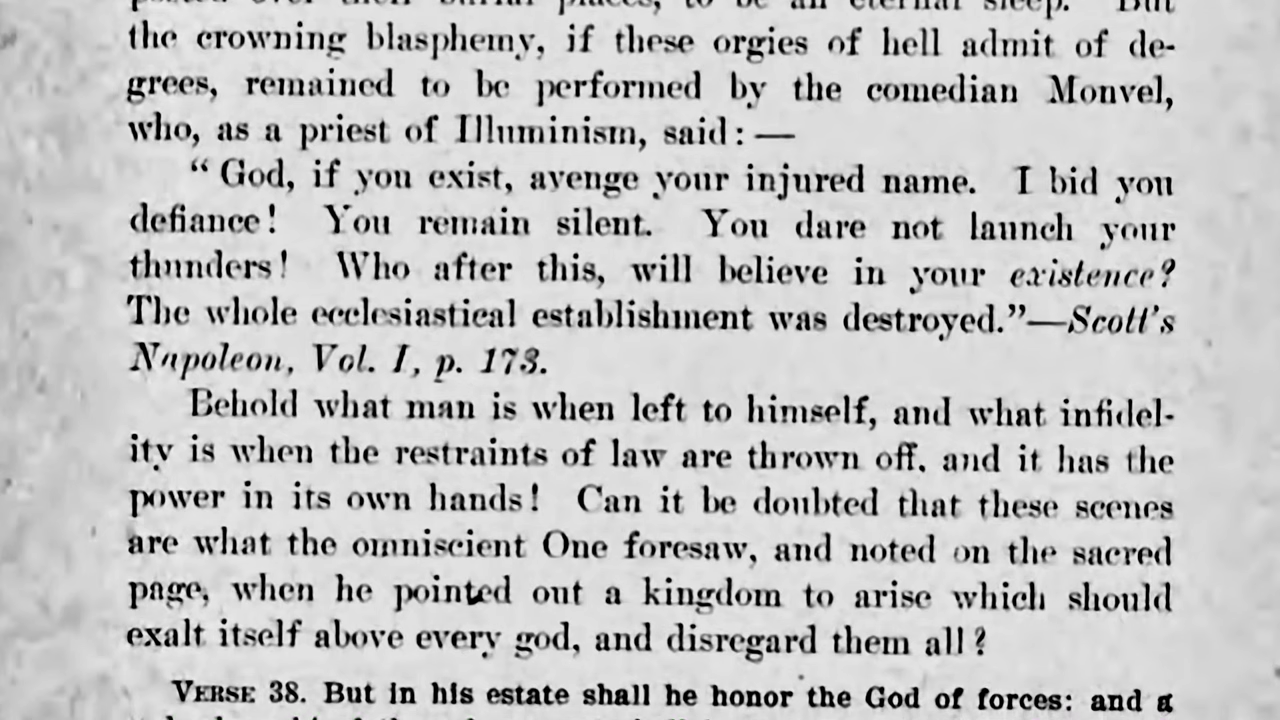 the crowning blasphemy, if these orgies of hell admit of de-
grees, remained to be performed by the comedian Monvel,
who, as a priest of Illuminism, said: —
“ God, if you exist, avenge your injured name. I bid you
defiance! You remain silent. You dare not launch your
thunders! Who after this, will believe in your existence?
The whole ecclesiastical establishment was destroyed.”—Scott's
Napoleon, Vol. I, p. 173.
Behold what man is when left to himself, and what infidel-
ity is when the restraints of law are thrown off, and it has the
power in its own hands! Can it be doubted that these scenes
are what the omniscient One foresaw, and noted on the sacred
page, when he pointed out a kingdom to arise which should
exalt itself above every god, and disregard them all?
VERSE 38. But in his estate shall he honor the God of forces: and a